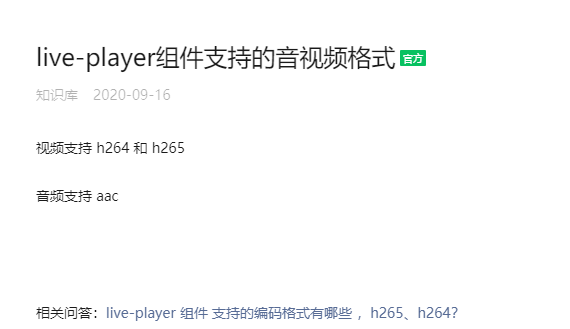 live-player组件支持的音视频格式 官方
知识库 2020-09-16
视频支持 h264 和 h265
音频支持 aac
相关问答：live-player 组件 支持的编码格式有哪些 ，h265、h264?